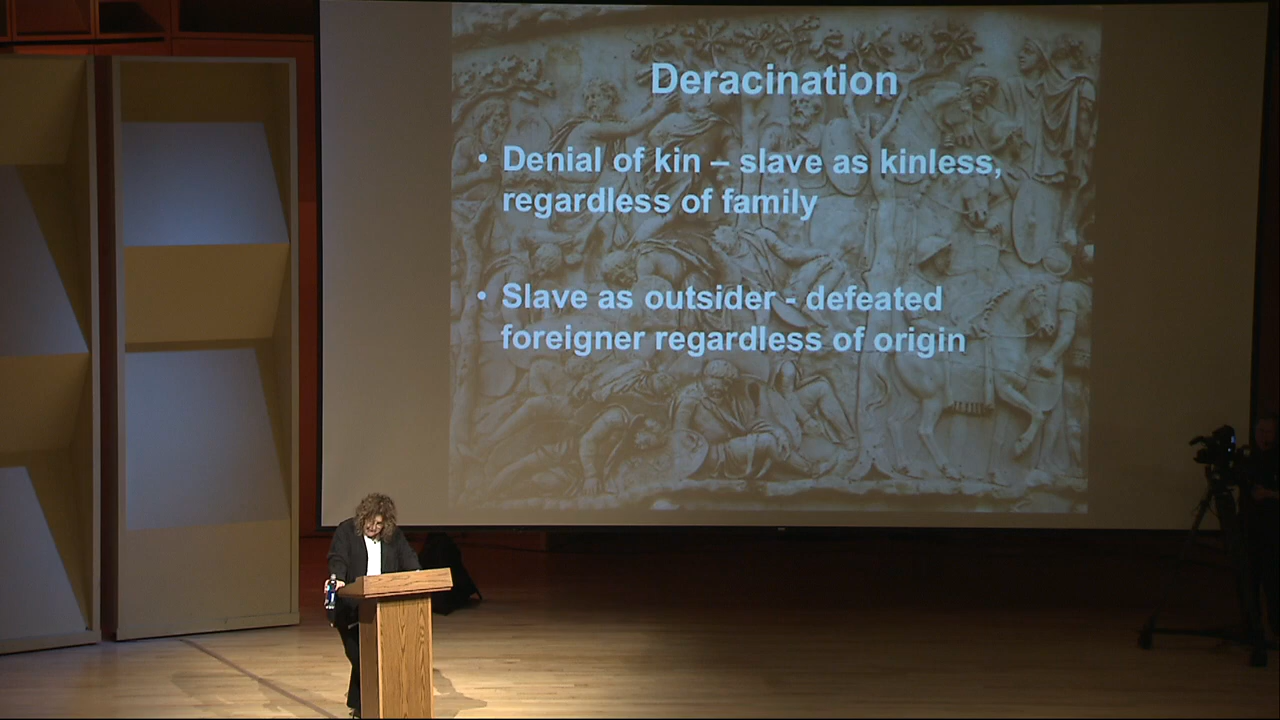 Deracination
• Denial of kin – slave as kinless,
regardless of family
• Slave as outsider - defeated
foreigner regardless of origin